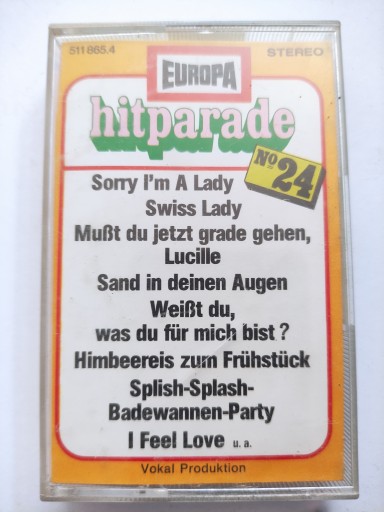 511 865.4
EUROPA
STEREO
hitparade
No 24
Sorry I'm A Lady
Swiss Lady
Mußt du jetzt grade gehen,
Lucille
Sand in deinen Augen
Weißt du,
was du für mich bist?
Himbeereis zum Frühstück
Splish-Splash-
Badewannen-Party
I Feel Love u. a.
Vokal Produktion